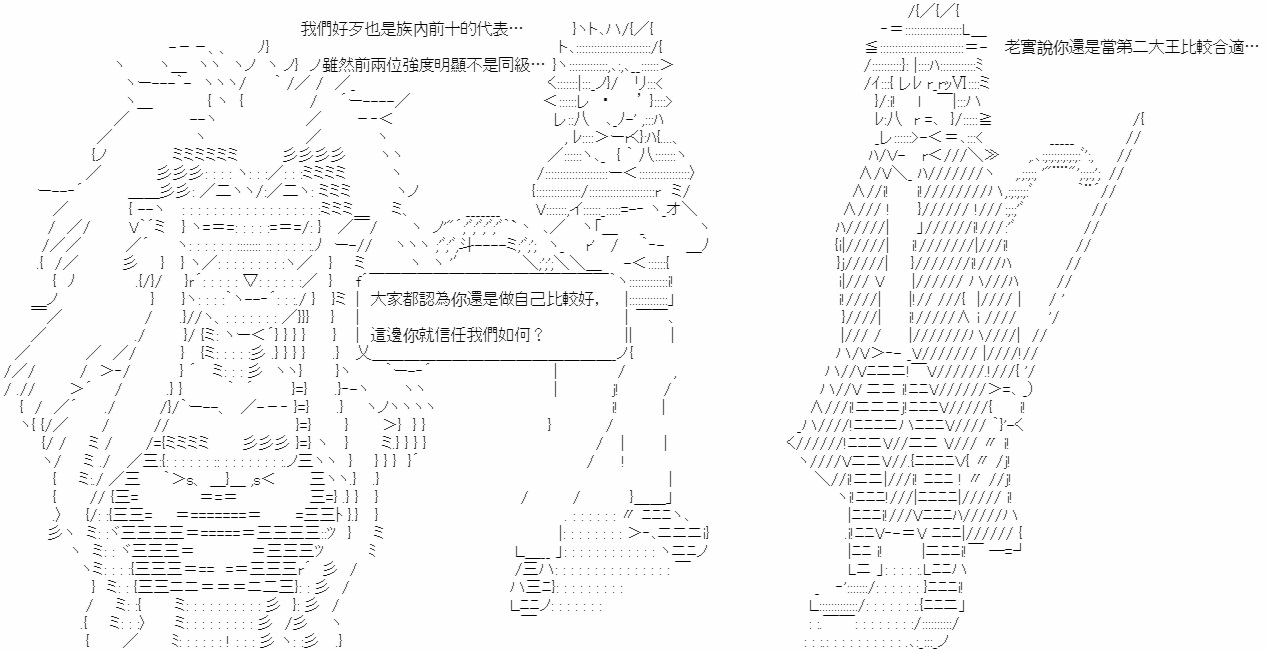 我們好歹也是族內前十的代表…
老實說你還是當第二大王比較合適…
雖然前兩位強度明顯不是同級…
大家都認為你還是做自己比較好,
這邊你就信任我們如何？